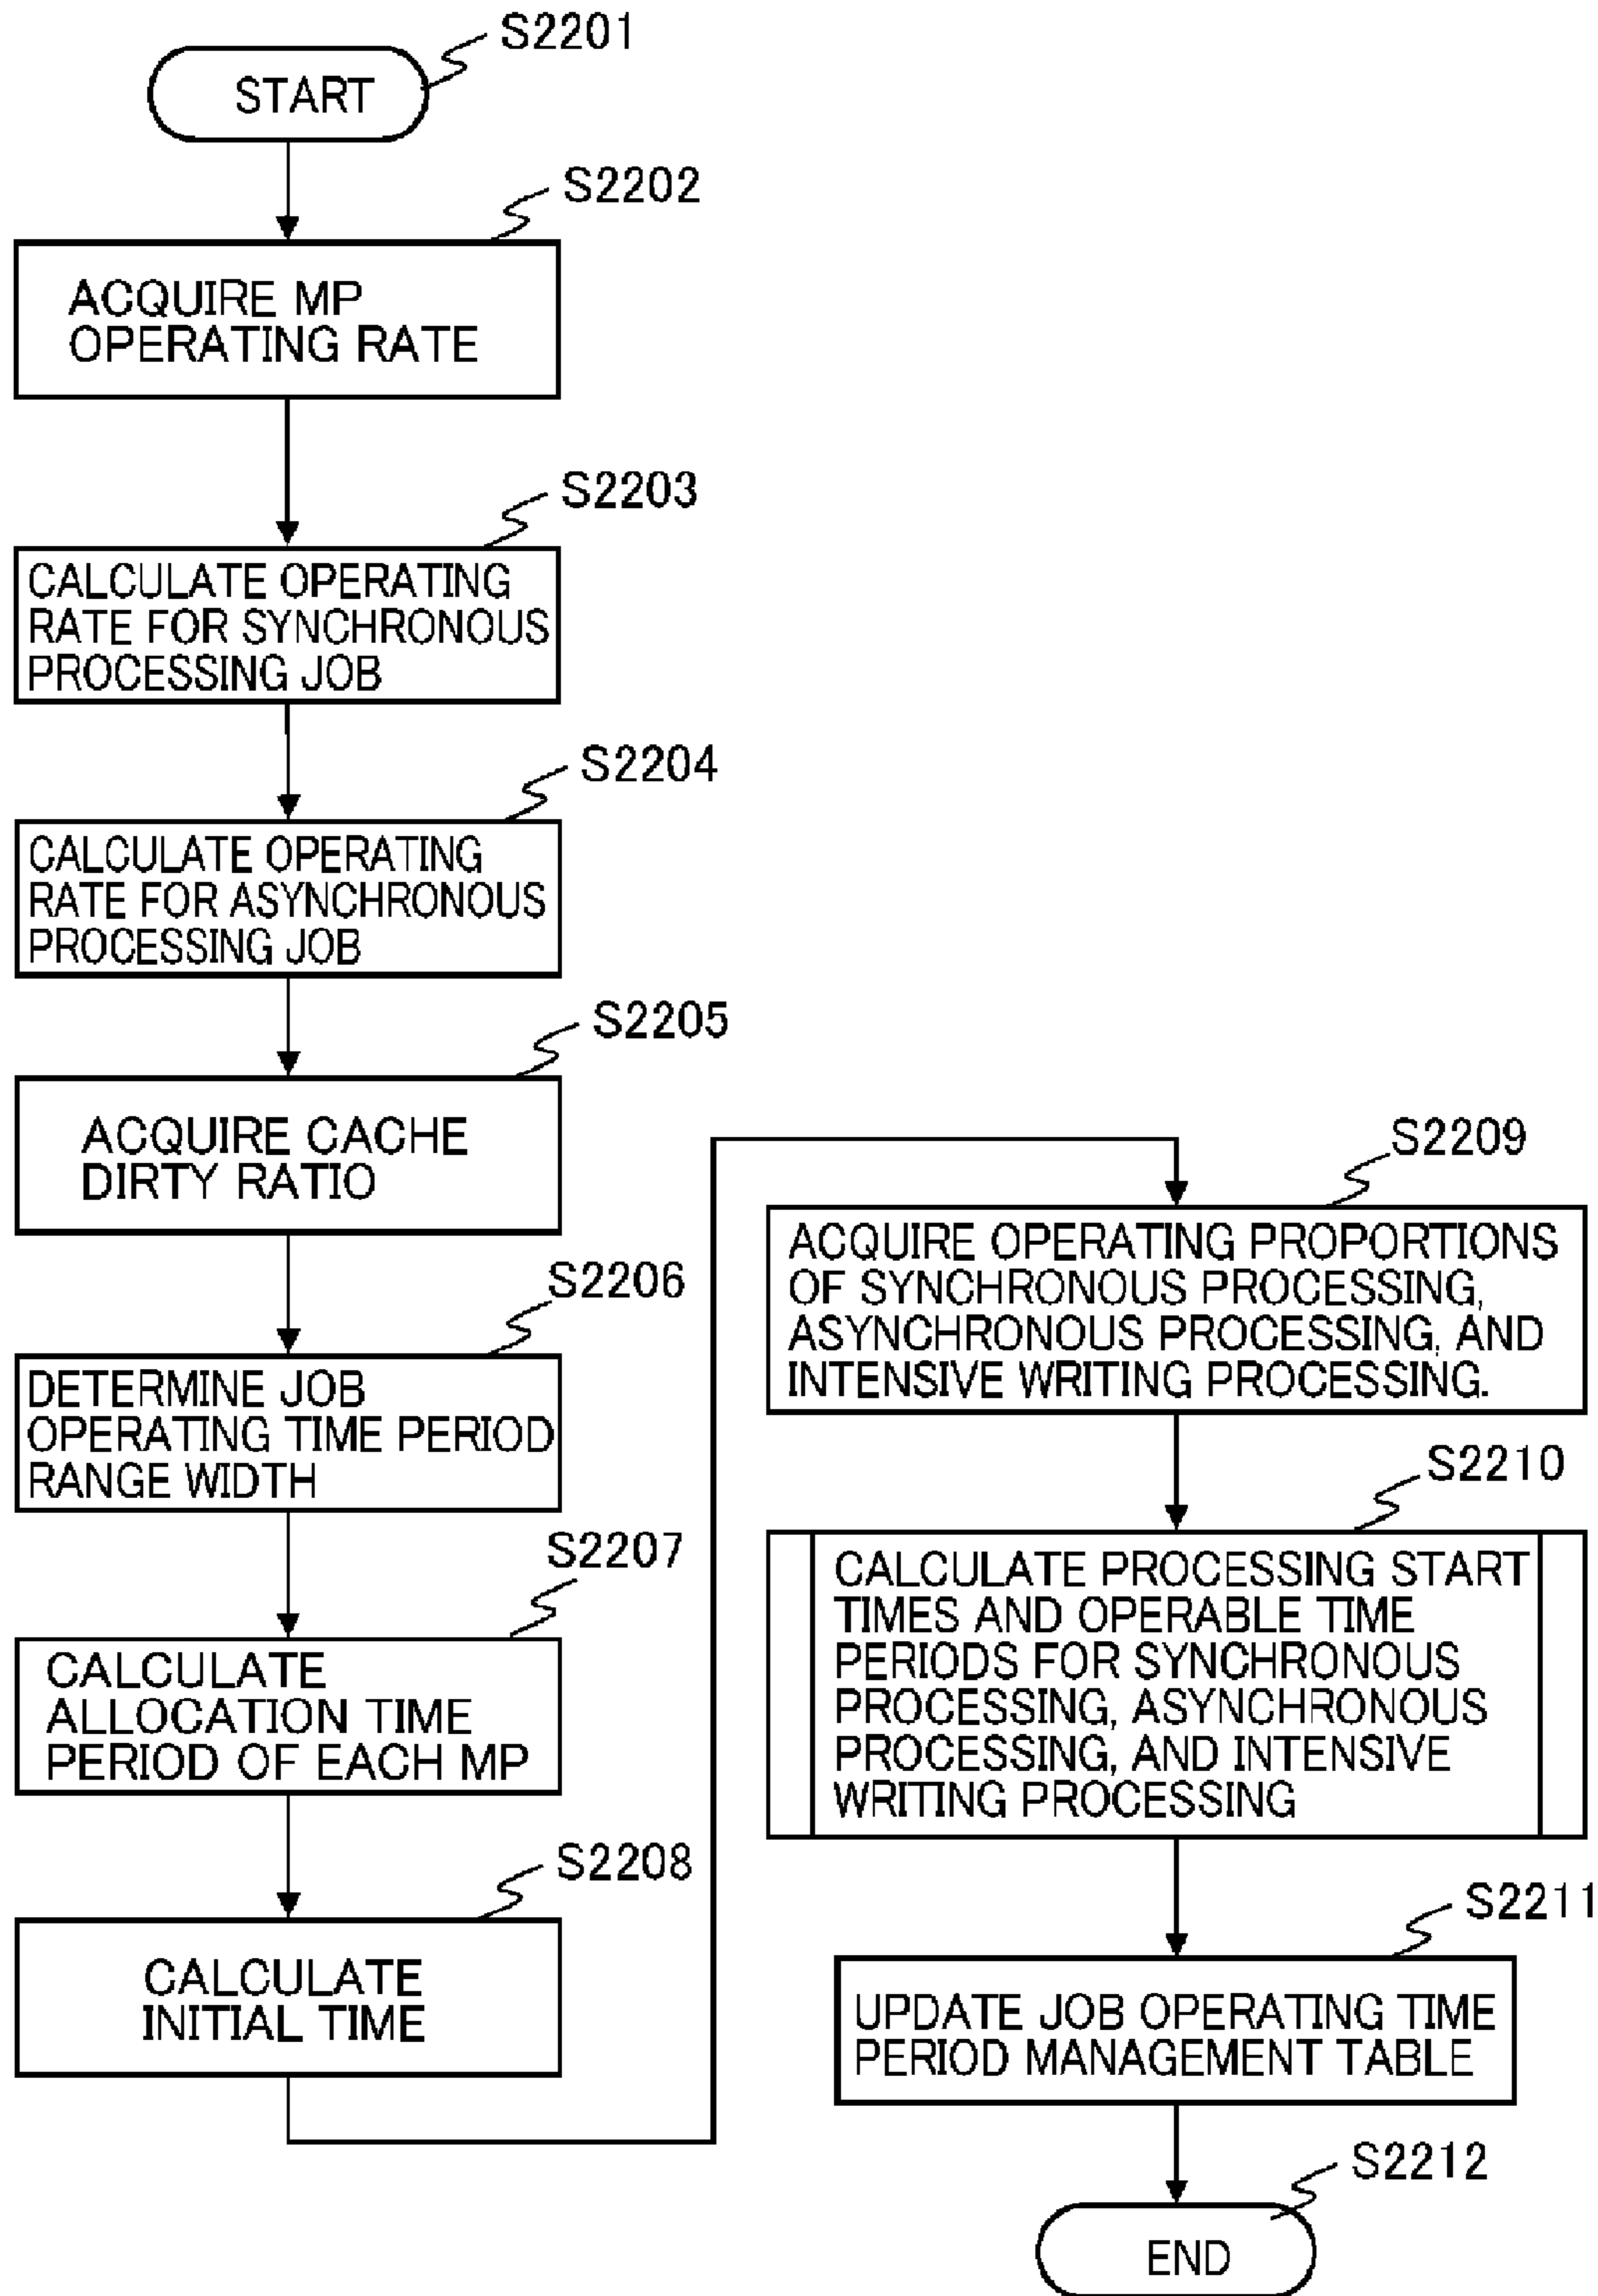 S2201
START
S2202
ACQUIRE MP
OPERATING RATE
S2203
CALCULATE OPERATING
RATE FOR SYNCHRONOUS
PROCESSING JOB
S2204
CALCULATE OPERATING
RATE FOR ASYNCHRONOUS
PROCESSING JOB
S2205
ACQUIRE CACHE
DIRTY RATIO
S2206
DETERMINE JOB
OPERATING TIME PERIOD
RANGE WIDTH
S2207
CALCULATE
ALLOCATION TIME
PERIOD OF EACH MP
S2208
CALCULATE
INITIAL TIME
S2209
ACQUIRE OPERATING PROPORTIONS
OF SYNCHRONOUS PROCESSING,
ASYNCHRONOUS PROCESSING, AND
INTENSIVE WRITING PROCESSING.
S2210
CALCULATE PROCESSING START
TIMES AND OPERABLE TIME
PERIODS FOR SYNCHRONOUS
PROCESSING, ASYNCHRONOUS
PROCESSING, AND INTENSIVE
WRITING PROCESSING
S2211
UPDATE JOB OPERATING TIME
PERIOD MANAGEMENT TABLE
S2212
END